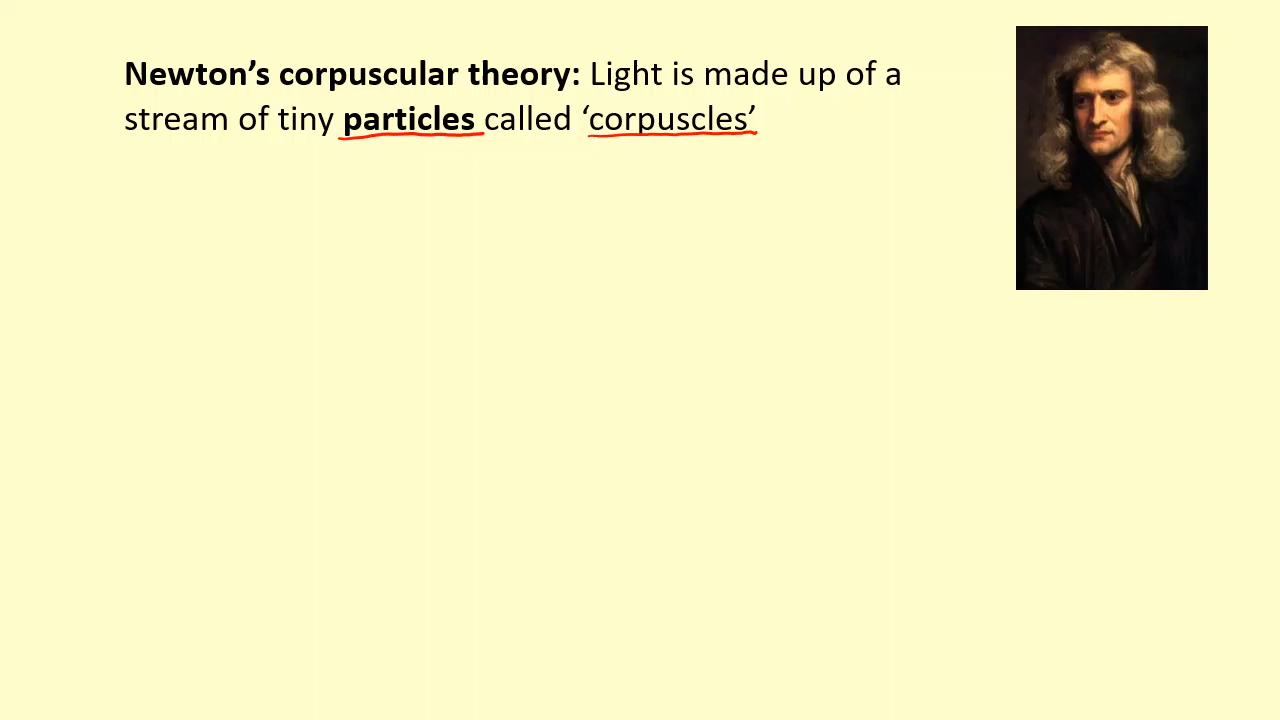 Newton’s corpuscular theory: Light is made up of a
stream of tiny particles called ‘corpuscles’